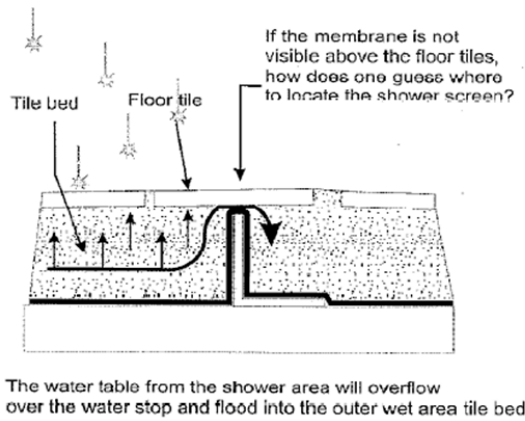 If the membrane is not
visible above the floor tiles,
how does one guess where
to locate the shower screen?
Tile bed
Floor tile
The water table from the shower area will overflow
over the water stop and flood into the outer wet area tile bed